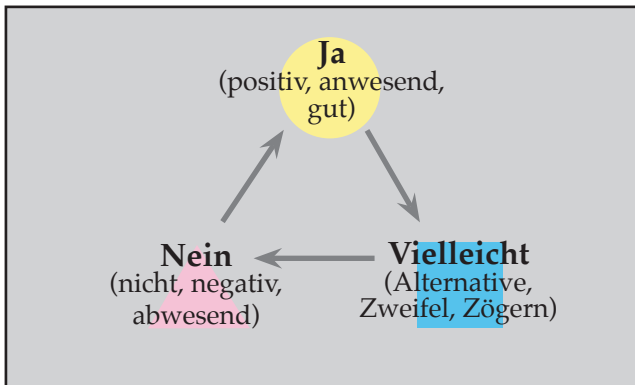 Ja
(positiv, anwesend,
gut)
Nein
(nicht, negativ,
abwesend)
Vielleicht
(Alternative,
Zweifel, Zögern)